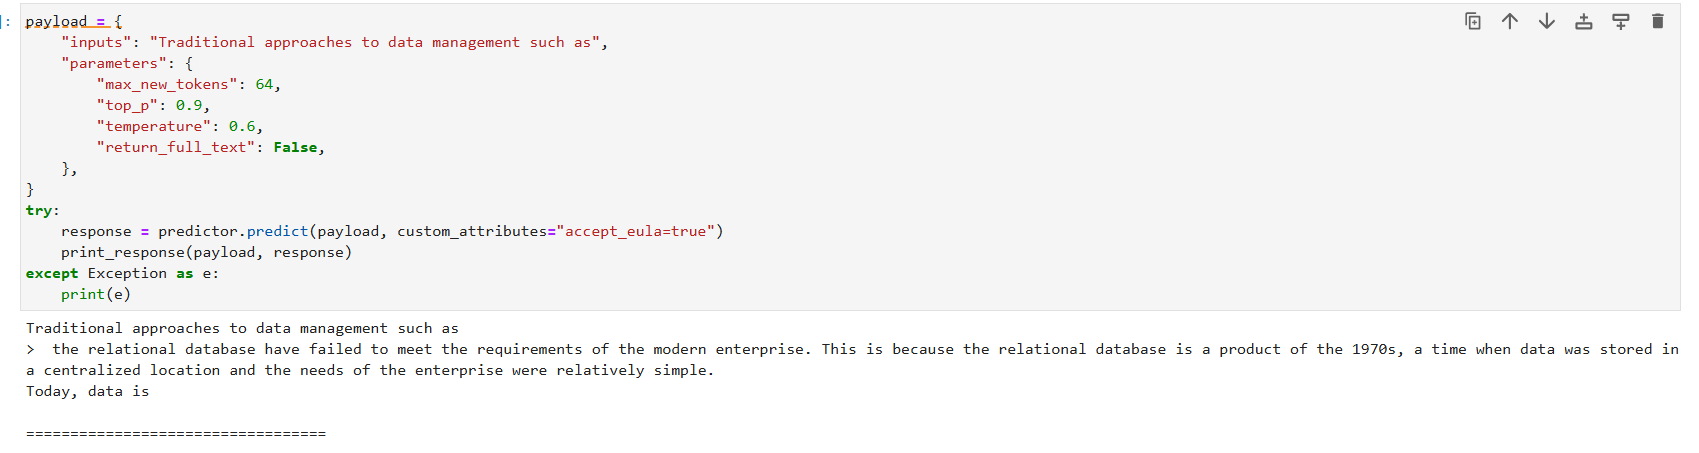 ]: payload = {
    "inputs": "Traditional approaches to data management such as",
    "parameters": {
        "max_new_tokens": 64,
        "top_p": 0.9,
        "temperature": 0.6,
        "return_full_text": False,
    },
}
try:
    response = predictor.predict(payload, custom_attributes="accept_eula=true")
    print_response(payload, response)
except Exception as e:
    print(e)
Traditional approaches to data management such as
>  the relational database have failed to meet the requirements of the modern enterprise. This is because the relational database is a product of the 1970s, a time when data was stored in
a centralized location and the needs of the enterprise were relatively simple.
Today, data is
==================================